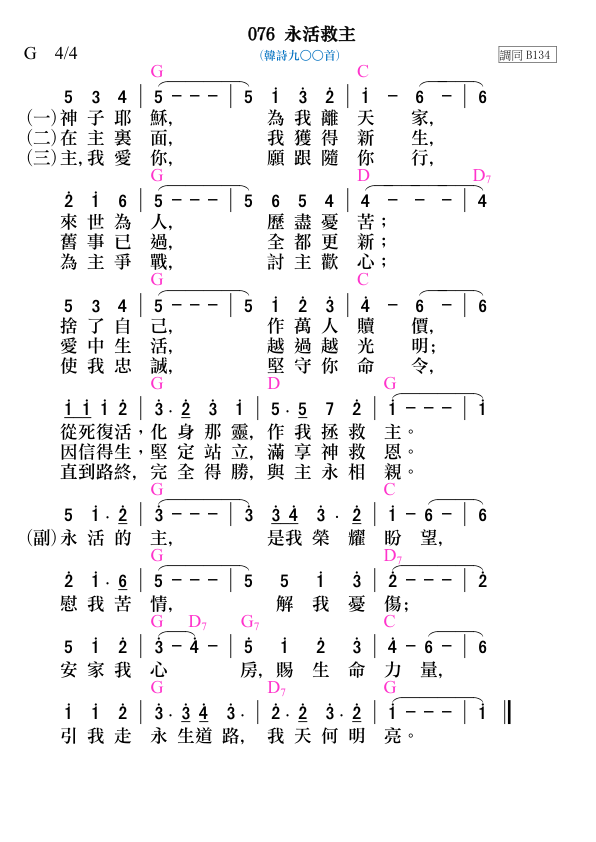 076 永活救主
(韓詩九〇〇首)
G 4/4
調同 B134
G C
5 3 4 | 5 - - - | 5 i 3̇ 2̇ | i - 6 - | 6
(一)神子耶 穌, 為我離 天 家,
(二)在主裏 面, 我獲得 新 生,
(三)主,我愛 你, 願跟隨 你 行,
G D D7
2̇ i 6 | 5 - - - | 5 6 5 4 | 4 - - - | 4
來世為 人, 歷盡憂 苦；
舊事已 過, 全都更 新；
為主爭 戰, 討主歡 心；
G C
5 3 4 | 5 - - - | 5 i 2̇ 3̇ | 4̇ - 6 - | 6
捨了自 己, 作萬人 贖 價,
愛中生 活, 越過越 光 明;
使我忠 誠, 堅守你 命 令,
G D G
i i i 2̇ | 3̇ . 2̇ 3̇ i | 5 . 5 7 2̇ | i - - - | i
從死復活，化身那靈, 作我拯救 主。
因信得生，堅定站立, 滿享神救 恩。
直到路終, 完全得勝, 與主永相 親。
G C
5 i . 2̇ | 3̇ - - - | 3̇ 3̇ 4̇ 3̇ . 2̇ | i - 6 - | 6
(副)永活的 主, 是我榮 耀 盼 望,
G D7
2̇ i . 6 | 5 - - - | 5 5 i 3̇ | 2̇ - - - | 2̇
慰我苦 情, 解我憂 傷;
G D7 G7 C
5 i 2̇ | 3̇ - 4̇ - | 5̇ i 2̇ 3̇ | 4̇ - 6 - | 6
安家我 心 房, 賜生命 力 量,
G D7 G
i i 2̇ | 3̇ . 3̇ 4̇ 3̇ . | 2̇ . 2̇ 3̇ . 2̇ | i - - - | i ||
引我走 永生道路, 我天何明 亮。